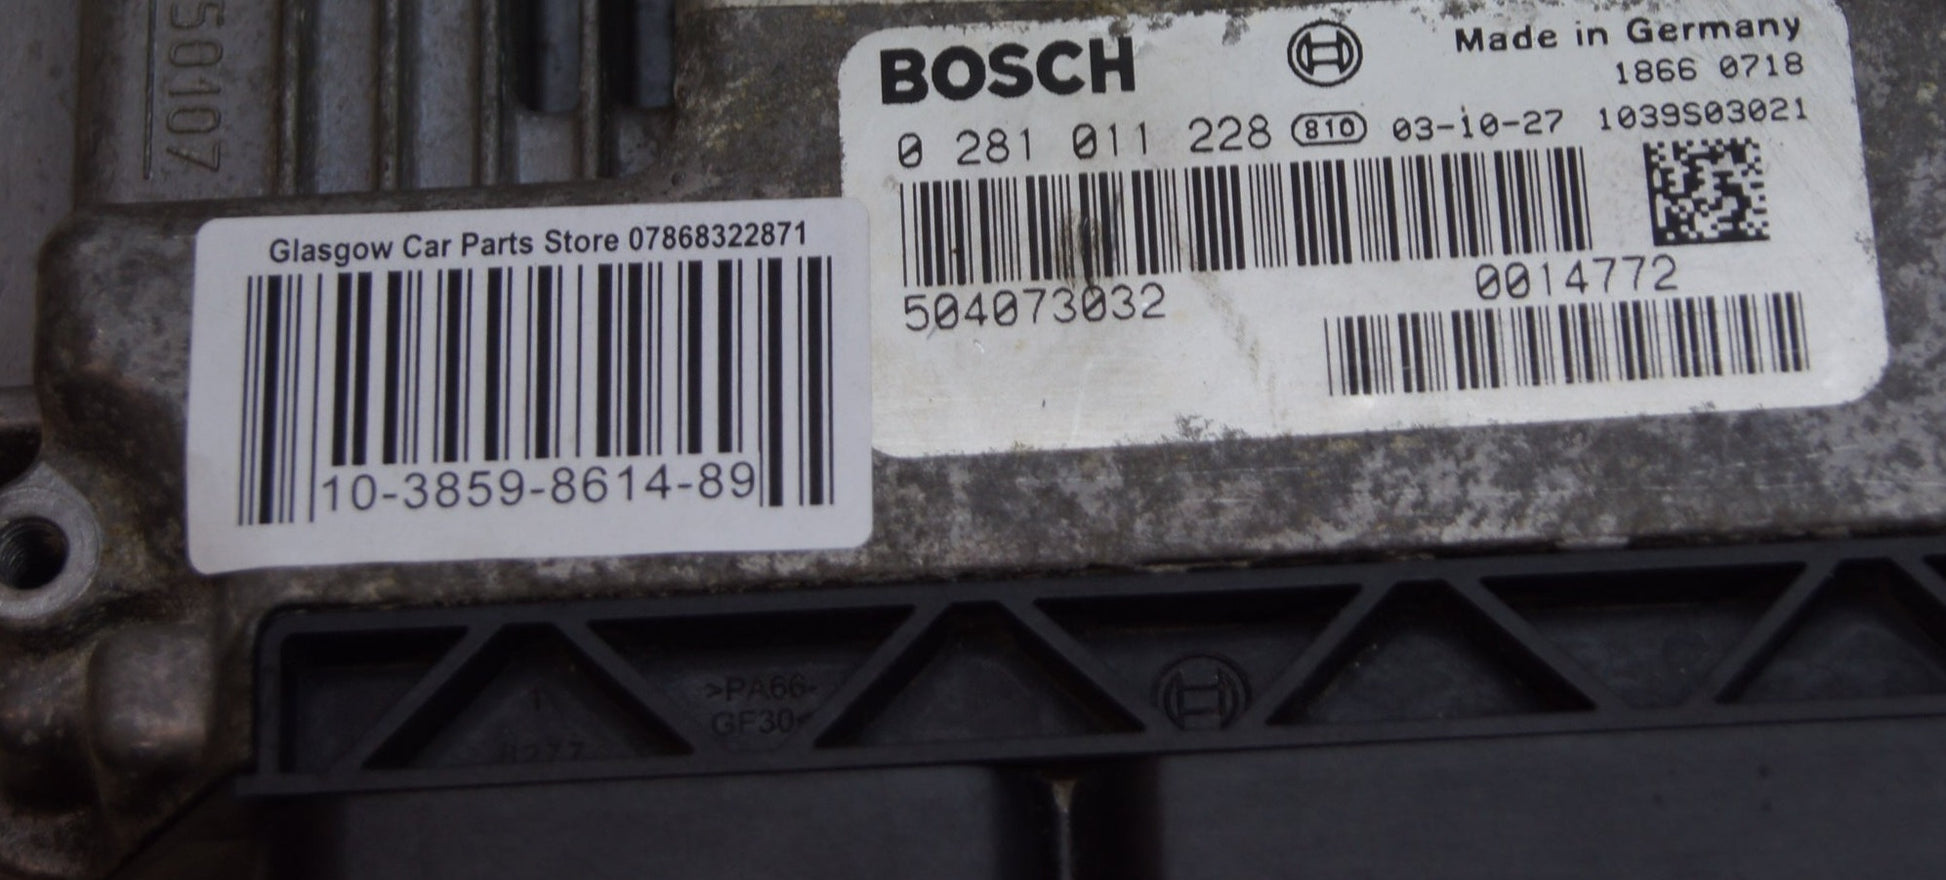 50107
BOSCH
Made in Germany
1866 0718
0 281 011 228 810 03-10-27 1039S03021
504073032
0014772
Glasgow Car Parts Store 07868322871
10-3859-8614-89
>PA66-
GF30<